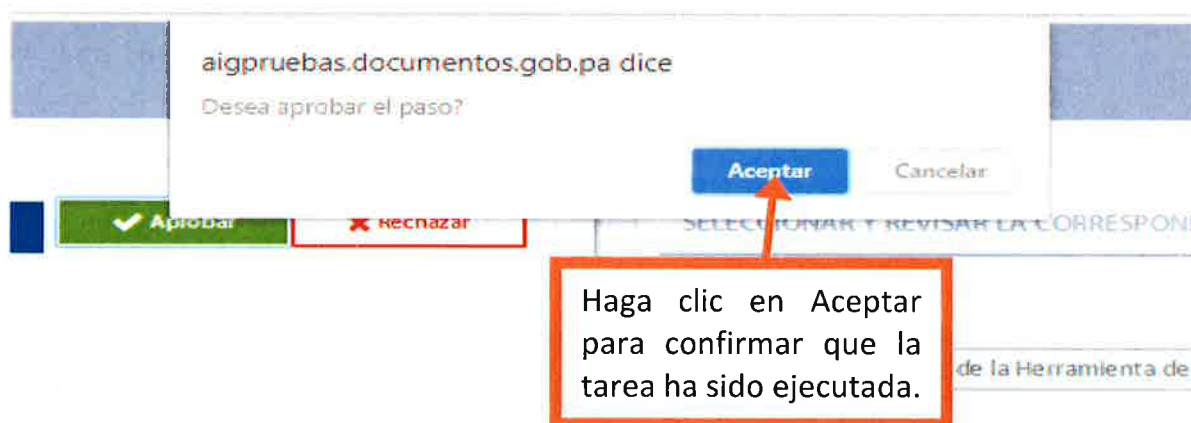 aigpruebas.documentos.gob.pa dice
Desea aprobar el paso?
Aceptar
Cancelar
Aprobar
Rechazar
SELECCIONAR Y REVISAR LA CORRESPON
Haga clic en Aceptar
para confirmar que la
tarea ha sido ejecutada.
de la Herramienta de